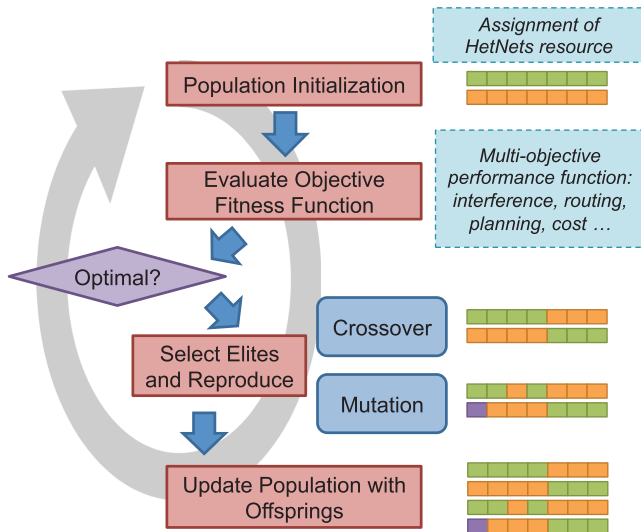 Assignment of
HetNets resource
Population Initialization
Evaluate Objective
Fitness Function
Multi-objective
performance function:
interference, routing,
planning, cost ...
Optimal?
Crossover
Select Elites
and Reproduce
Mutation
Update Population with
Offsprings